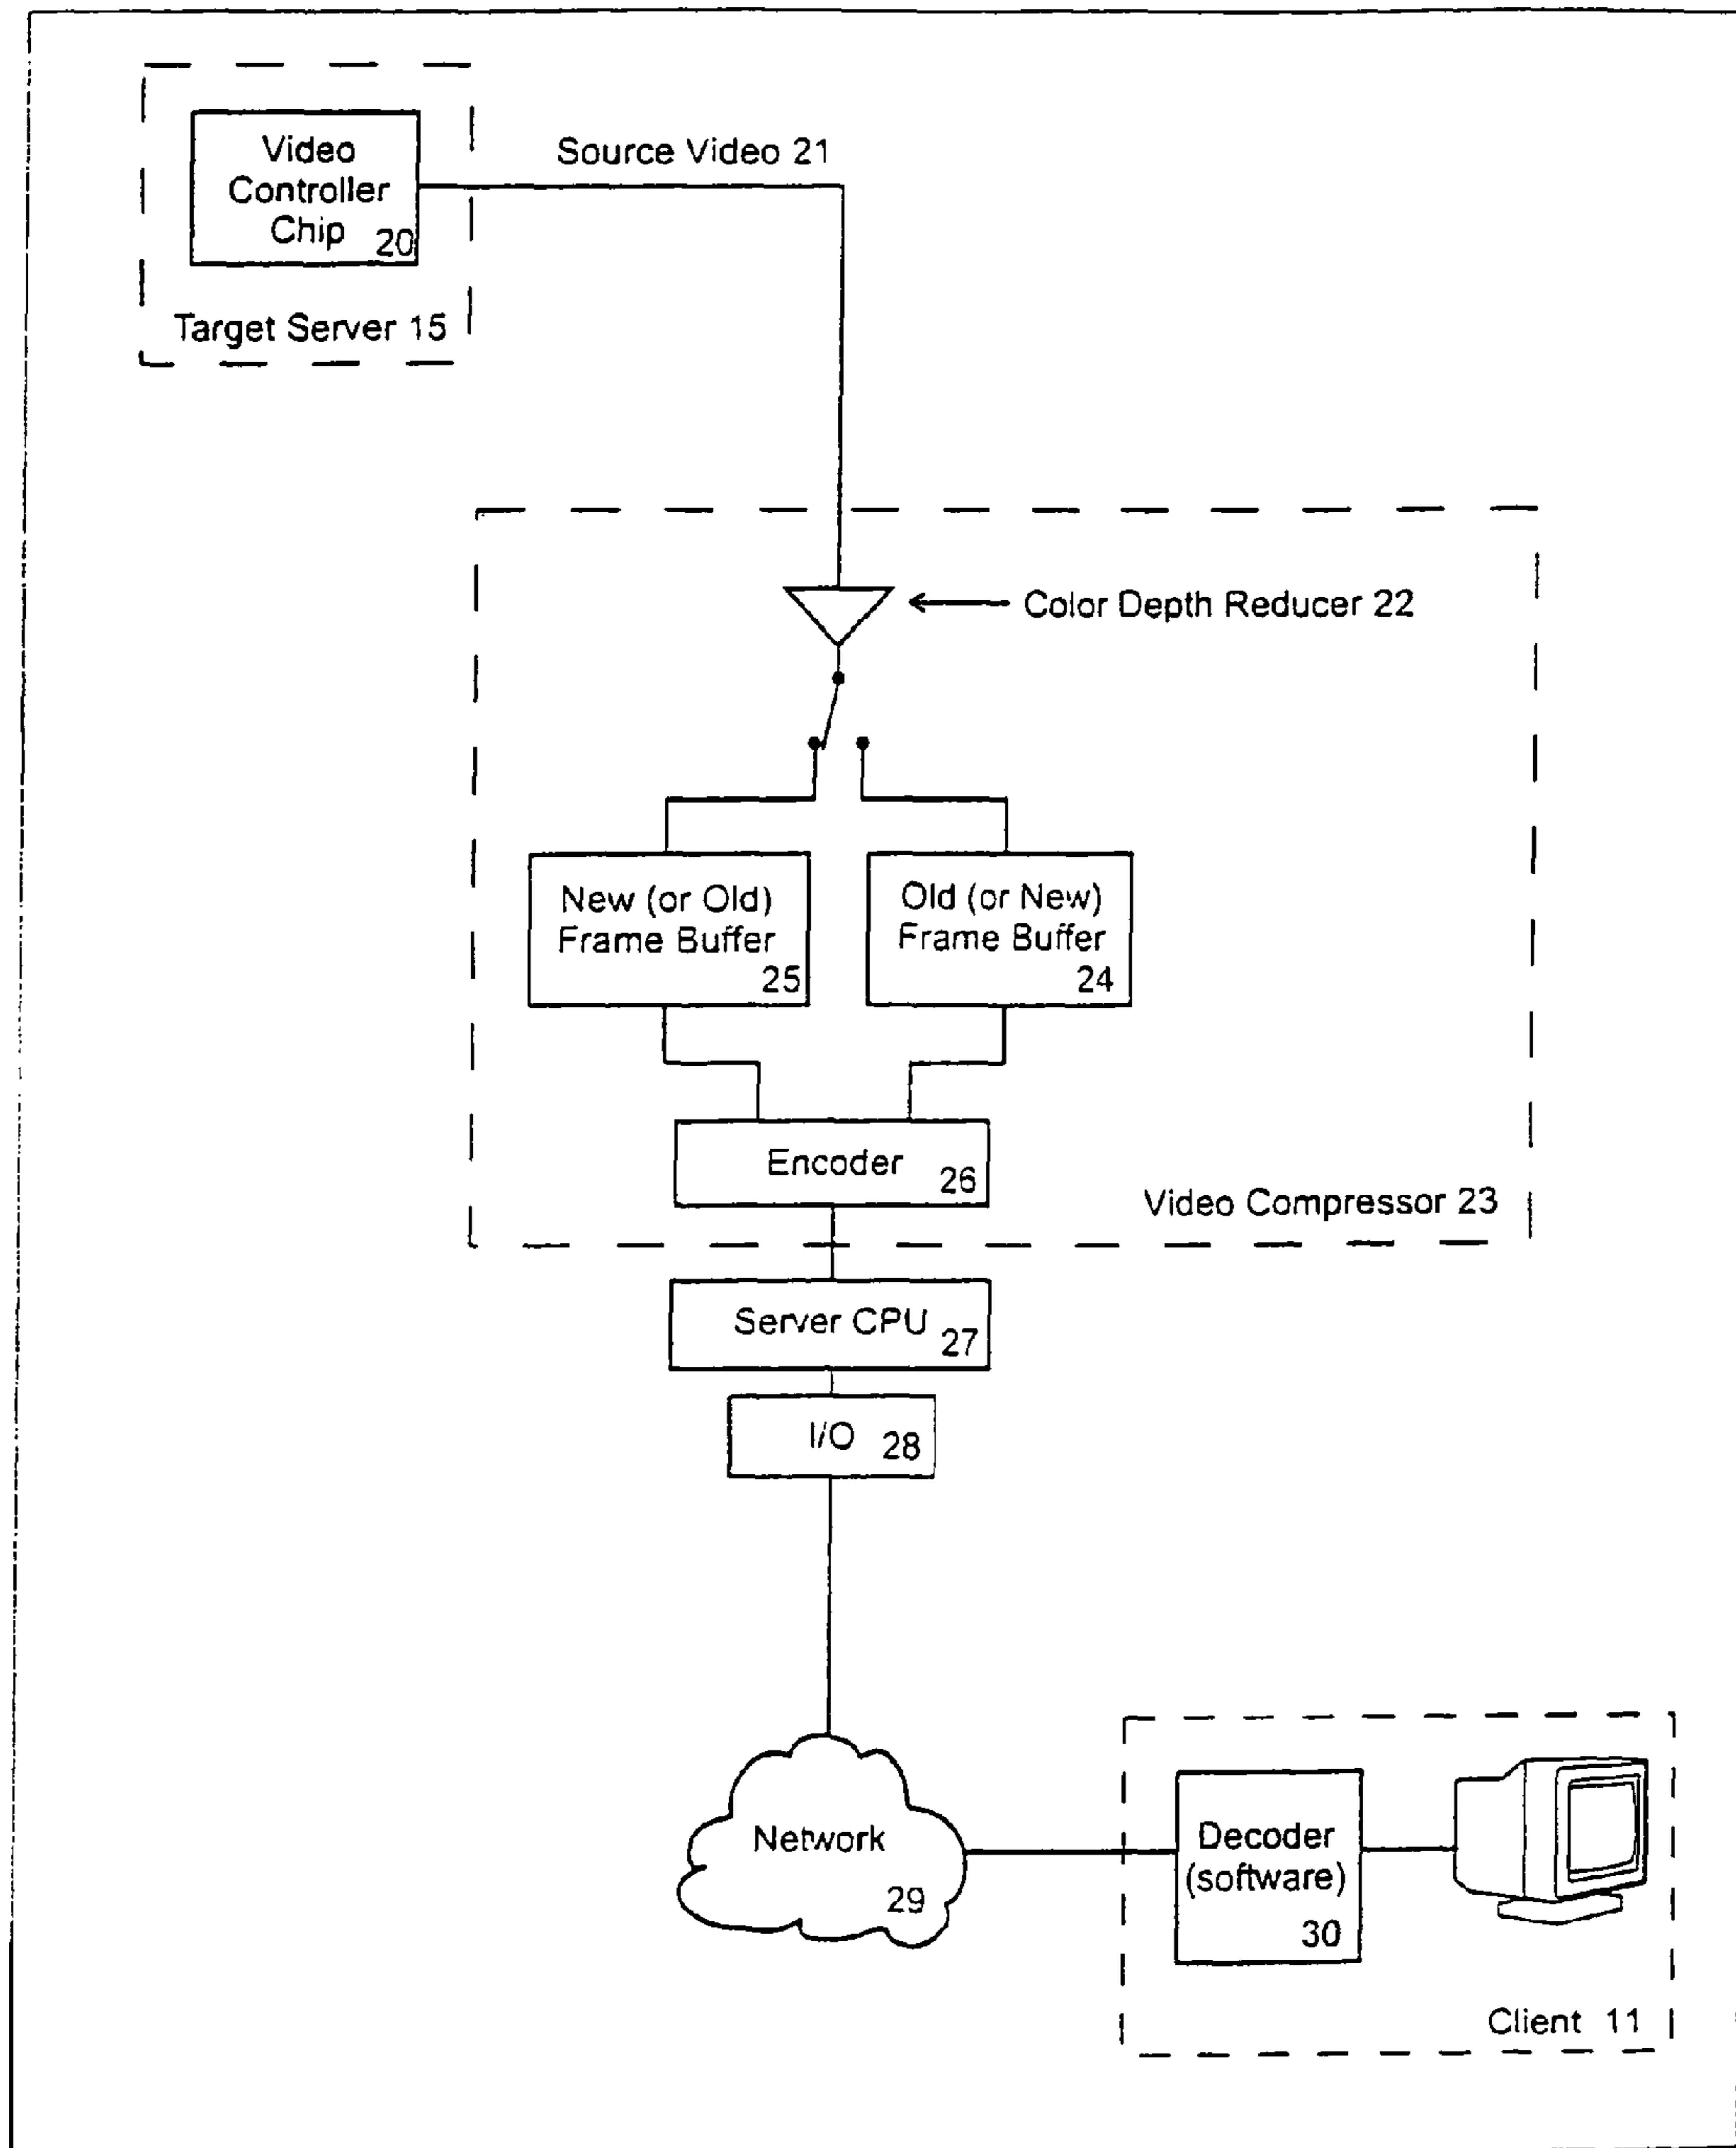 Video
Controller
Chip 20
Source Video 21
Target Server 15
Color Depth Reducer 22
New (or Old)
Frame Buffer
25
Old (or New)
Frame Buffer
24
Encoder 26
Video Compressor 23
Server CPU 27
I/O 28
Network
29
Decoder
(software)
30
Client 11